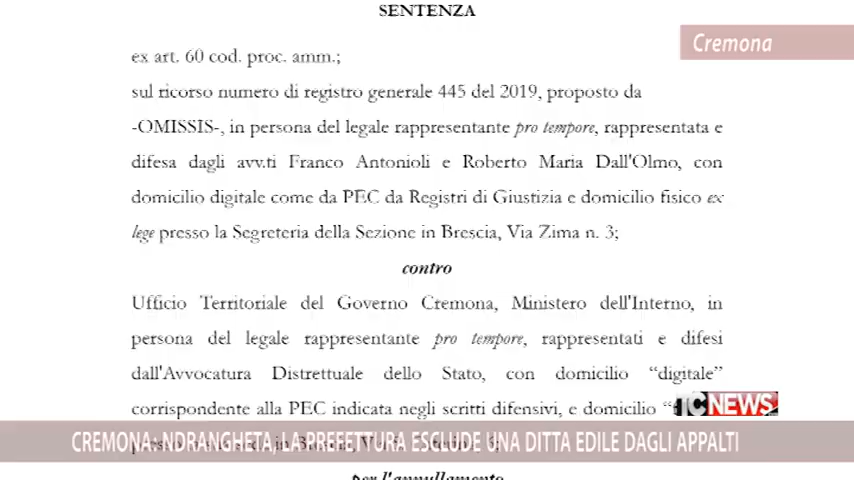 SENTENZA
Cremona
ex art. 60 cod. proc. amm.;
sul ricorso numero di registro generale 445 del 2019, proposto da
-OMISSIS-, in persona del legale rappresentante pro tempore, rappresentata e
difesa dagli avv.ti Franco Antonioli e Roberto Maria Dall'Olmo, con
domicilio digitale come da PEC da Registri di Giustizia e domicilio fisico ex
lege presso la Segreteria della Sezione in Brescia, Via Zima n. 3;
contro
Ufficio Territoriale del Governo Cremona, Ministero dell'Interno, in
persona del legale rappresentante pro tempore, rappresentati e difesi
dall'Avvocatura Distrettuale dello Stato, con domicilio “digitale”
corrispondente alla PEC indicata negli scritti difensivi, e domicilio
NEWS
CREMONA: NDRANGHETA, LA PREFETTURA ESCLUDE UNA DITTA EDILE DAGLI APPALTI
per l'annullamento